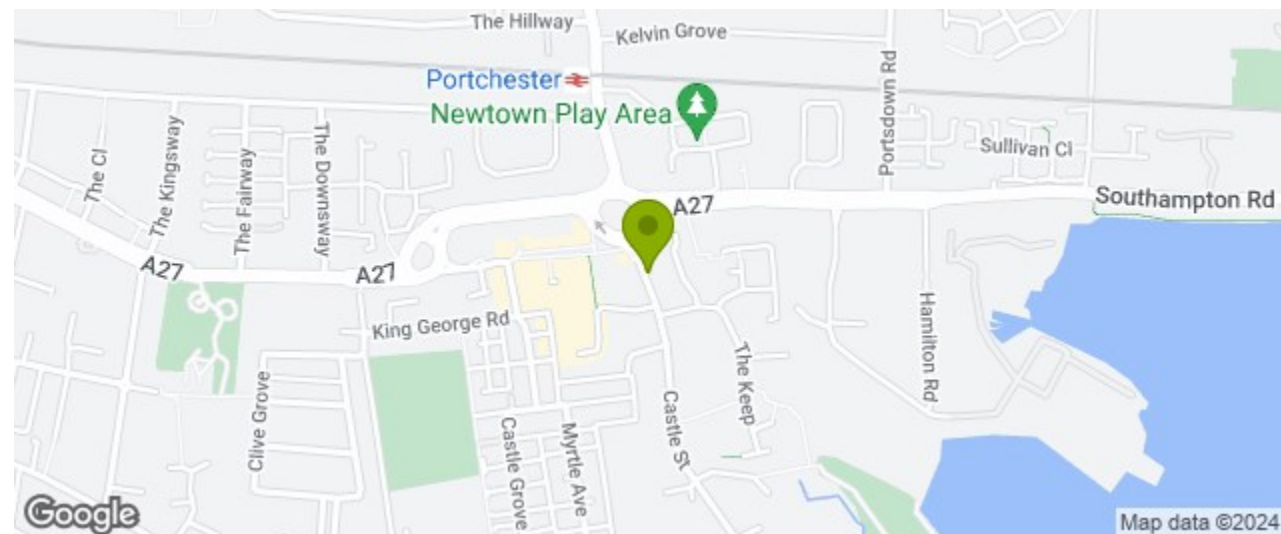 The Hillway
Kelvin Grove
Portchester
Newtown Play Area
Portsdown Rd
Sullivan Cl
The Cl
The Kingsway
The Fairway
The Downsway
A27
Southampton Rd
A27
A27
King George Rd
Hamilton Rd
The Keep
Clive Grove
Castle Grove
Myrtle Ave
Castle St
Google
Map data ©2024